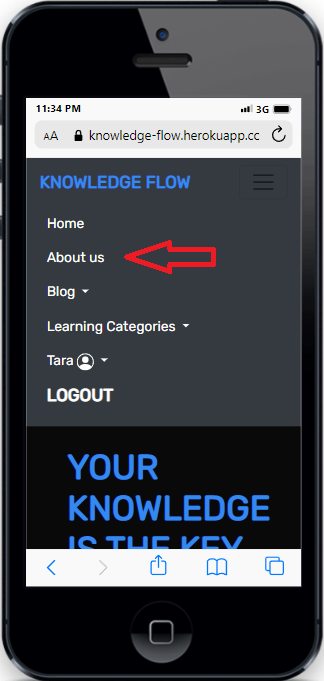 11:34 PM 3G
AA knowledge-flow.herokuapp.cc
KNOWLEDGE FLOW
Home
About us
Blog
Learning Categories
Tara
LOGOUT
YOUR
KNOWLEDGE
IS THE KEY